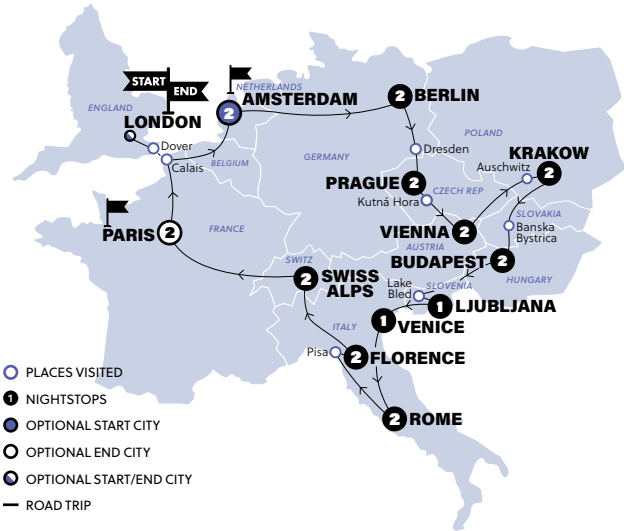 START
END
NETHERLANDS
2
AMSTERDAM
2
BERLIN
ENGLAND
LONDON
Dover
Calais
BELGIUM
GERMANY
Dresden
POLAND
KRAKOW
Auschwitz
2
PRAGUE
2
CZECH REP
Kutná Hora
SLOVAKIA
Banska
Bystrica
PARIS
2
FRANCE
VIENNA
2
AUSTRIA
BUDAPEST
2
HUNGARY
SWITZ
2
SWISS
ALPS
Lake
Bled
SLOVENIA
1
LJUBLJANA
1
VENICE
ITALY
Pisa
2
FLORENCE
2
ROME
PLACES VISITED
1 NIGHTSTOPS
OPTIONAL START CITY
OPTIONAL END CITY
OPTIONAL START/END CITY
ROAD TRIP